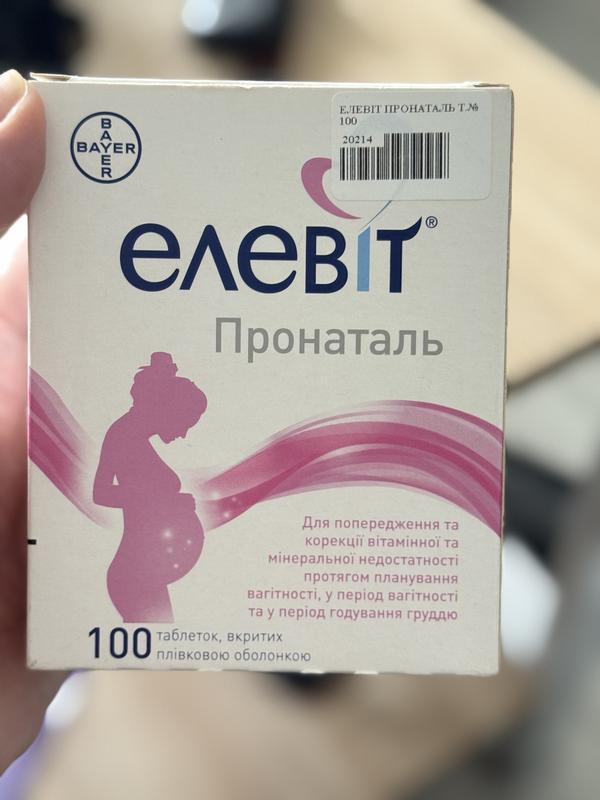 ЕЛЕВІТ ПРОНАТАЛЬ Т.№
100
20214
BAYER
BAYER
елевіт®
Пронаталь
Для попередження та
корекції вітамінної та
мінеральної недостатності
протягом планування
вагітності, у період вагітності
та у період годування груддю
100 таблеток, вкритих
плівковою оболонкою